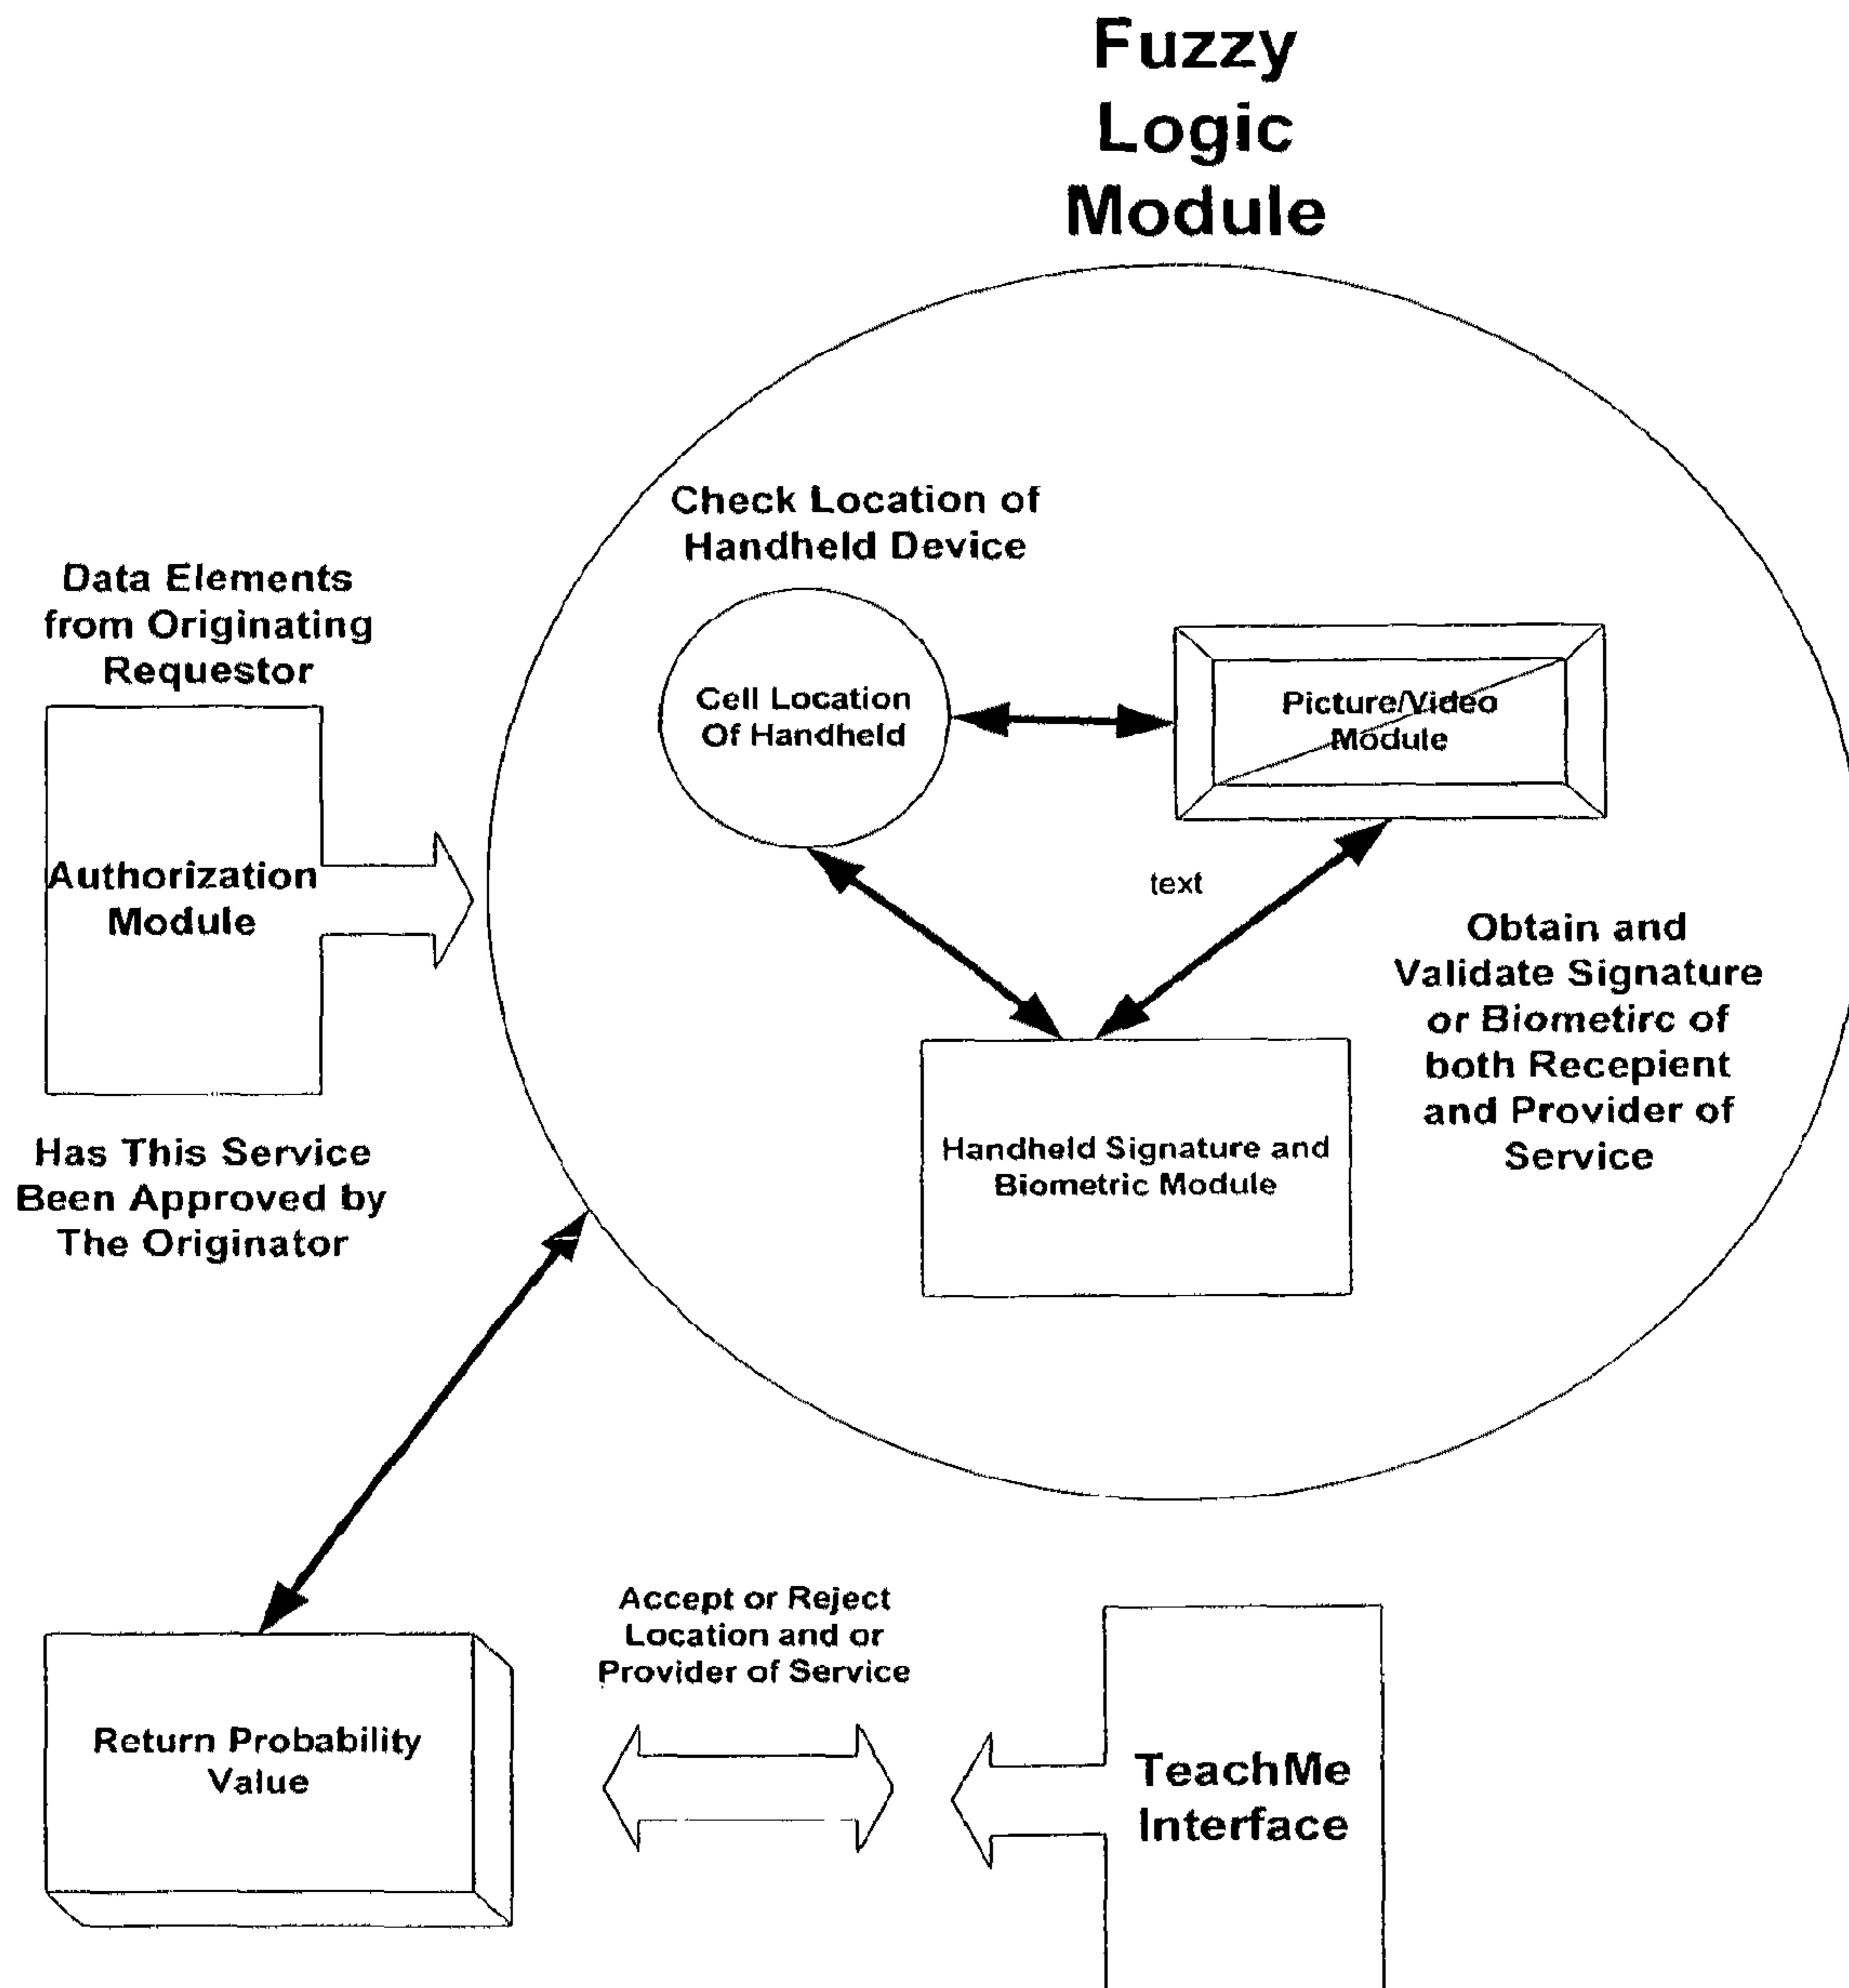 Fuzzy
Logic
Module
Check Location of
Handheld Device
Data Elements
from Originating
Requestor
Cell Location
Of Handheld
Picture/Video
Module
Authorization
Module
text
Obtain and
Validate Signature
or Biometirc of
both Recepient
and Provider of
Service
Handheld Signature and
Biometric Module
Has This Service
Been Approved by
The Originator
Accept or Reject
Location and or
Provider of Service
Return Probability
Value
TeachMe
Interface